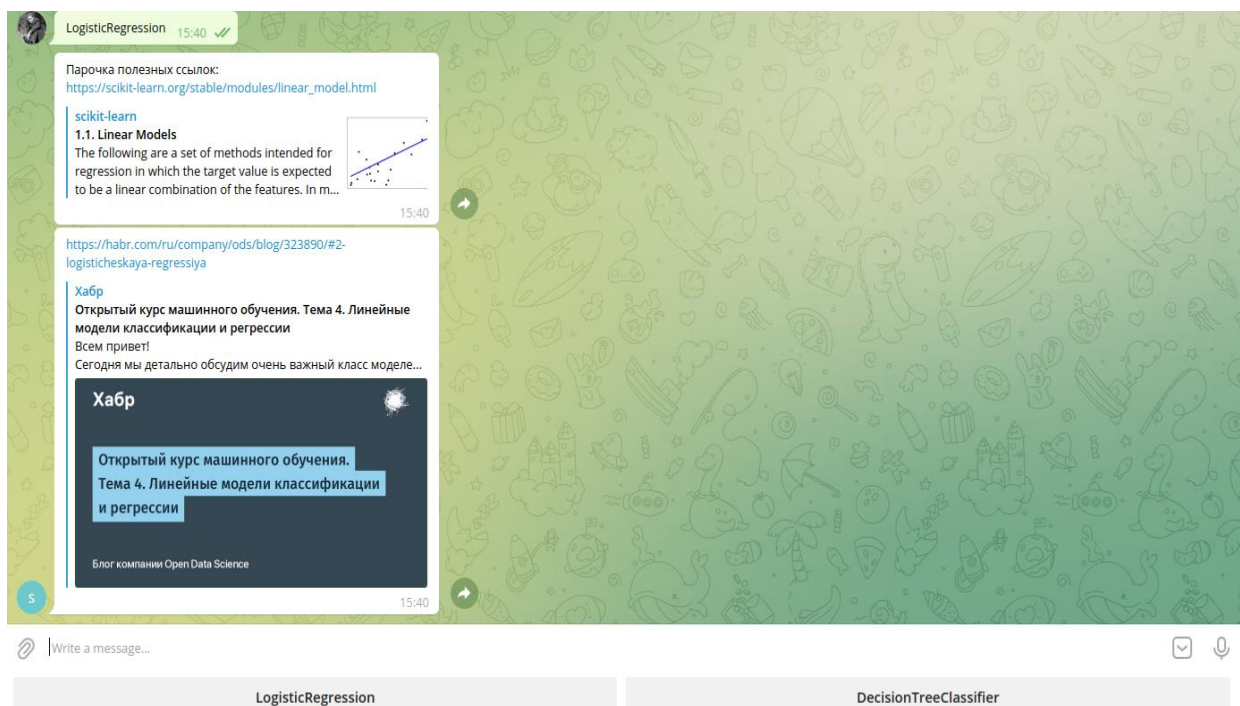 LogisticRegression 15:40
Парочка полезных ссылок:
https://scikit-learn.org/stable/modules/linear_model.html
scikit-learn
1.1. Linear Models
The following are a set of methods intended for
regression in which the target value is expected
to be a linear combination of the features. In m...
15:40
https://habr.com/ru/company/ods/blog/323890/#2-
logisticheskaya-regressiya
Хабр
Открытый курс машинного обучения. Тема 4. Линейные
модели классификации и регрессии
Всем привет!
Сегодня мы детально обсудим очень важный класс моделе...
Хабр
Открытый курс машинного обучения.
Тема 4. Линейные модели классификации
и регрессии
Блог компании Open Data Science
S
15:40
Write a message...
LogisticRegression
DecisionTreeClassifier